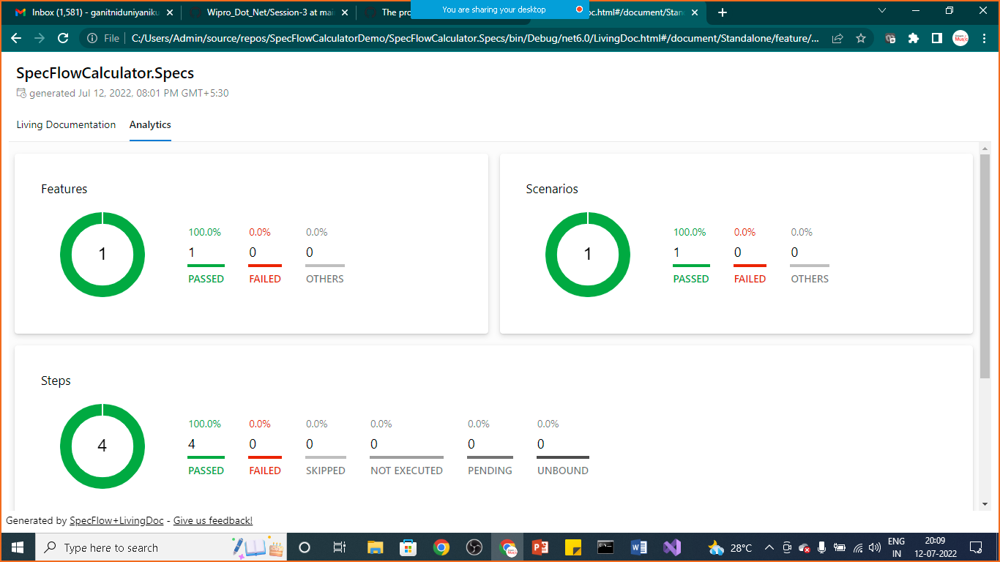 Inbox (1,581) - ganitniduniyaniku
Wipro_Dot_Net/Session-3 at mai
The pro
You are sharing your desktop
oc.html#/document/Stan
File
C:/Users/Admin/source/repos/SpecFlowCalculatorDemo/SpecFlowCalculator.Specs/bin/Debug/net6.0/LivingDoc.html#/document/Standalone/feature/...
SpecFlowCalculator.Specs
generated Jul 12, 2022, 08:01 PM GMT+5:30
Living Documentation Analytics
Features
1
100.0% 0.0% 0.0%
1 0 0
PASSED FAILED OTHERS
Scenarios
1
100.0% 0.0% 0.0%
1 0 0
PASSED FAILED OTHERS
Steps
4
100.0% 0.0% 0.0% 0.0% 0.0% 0.0%
4 0 0 0 0 0
PASSED FAILED SKIPPED NOT EXECUTED PENDING UNBOUND
Generated by SpecFlow+LivingDoc - Give us feedback!
Type here to search
28°C
ENG
IN
20:09
12-07-2022